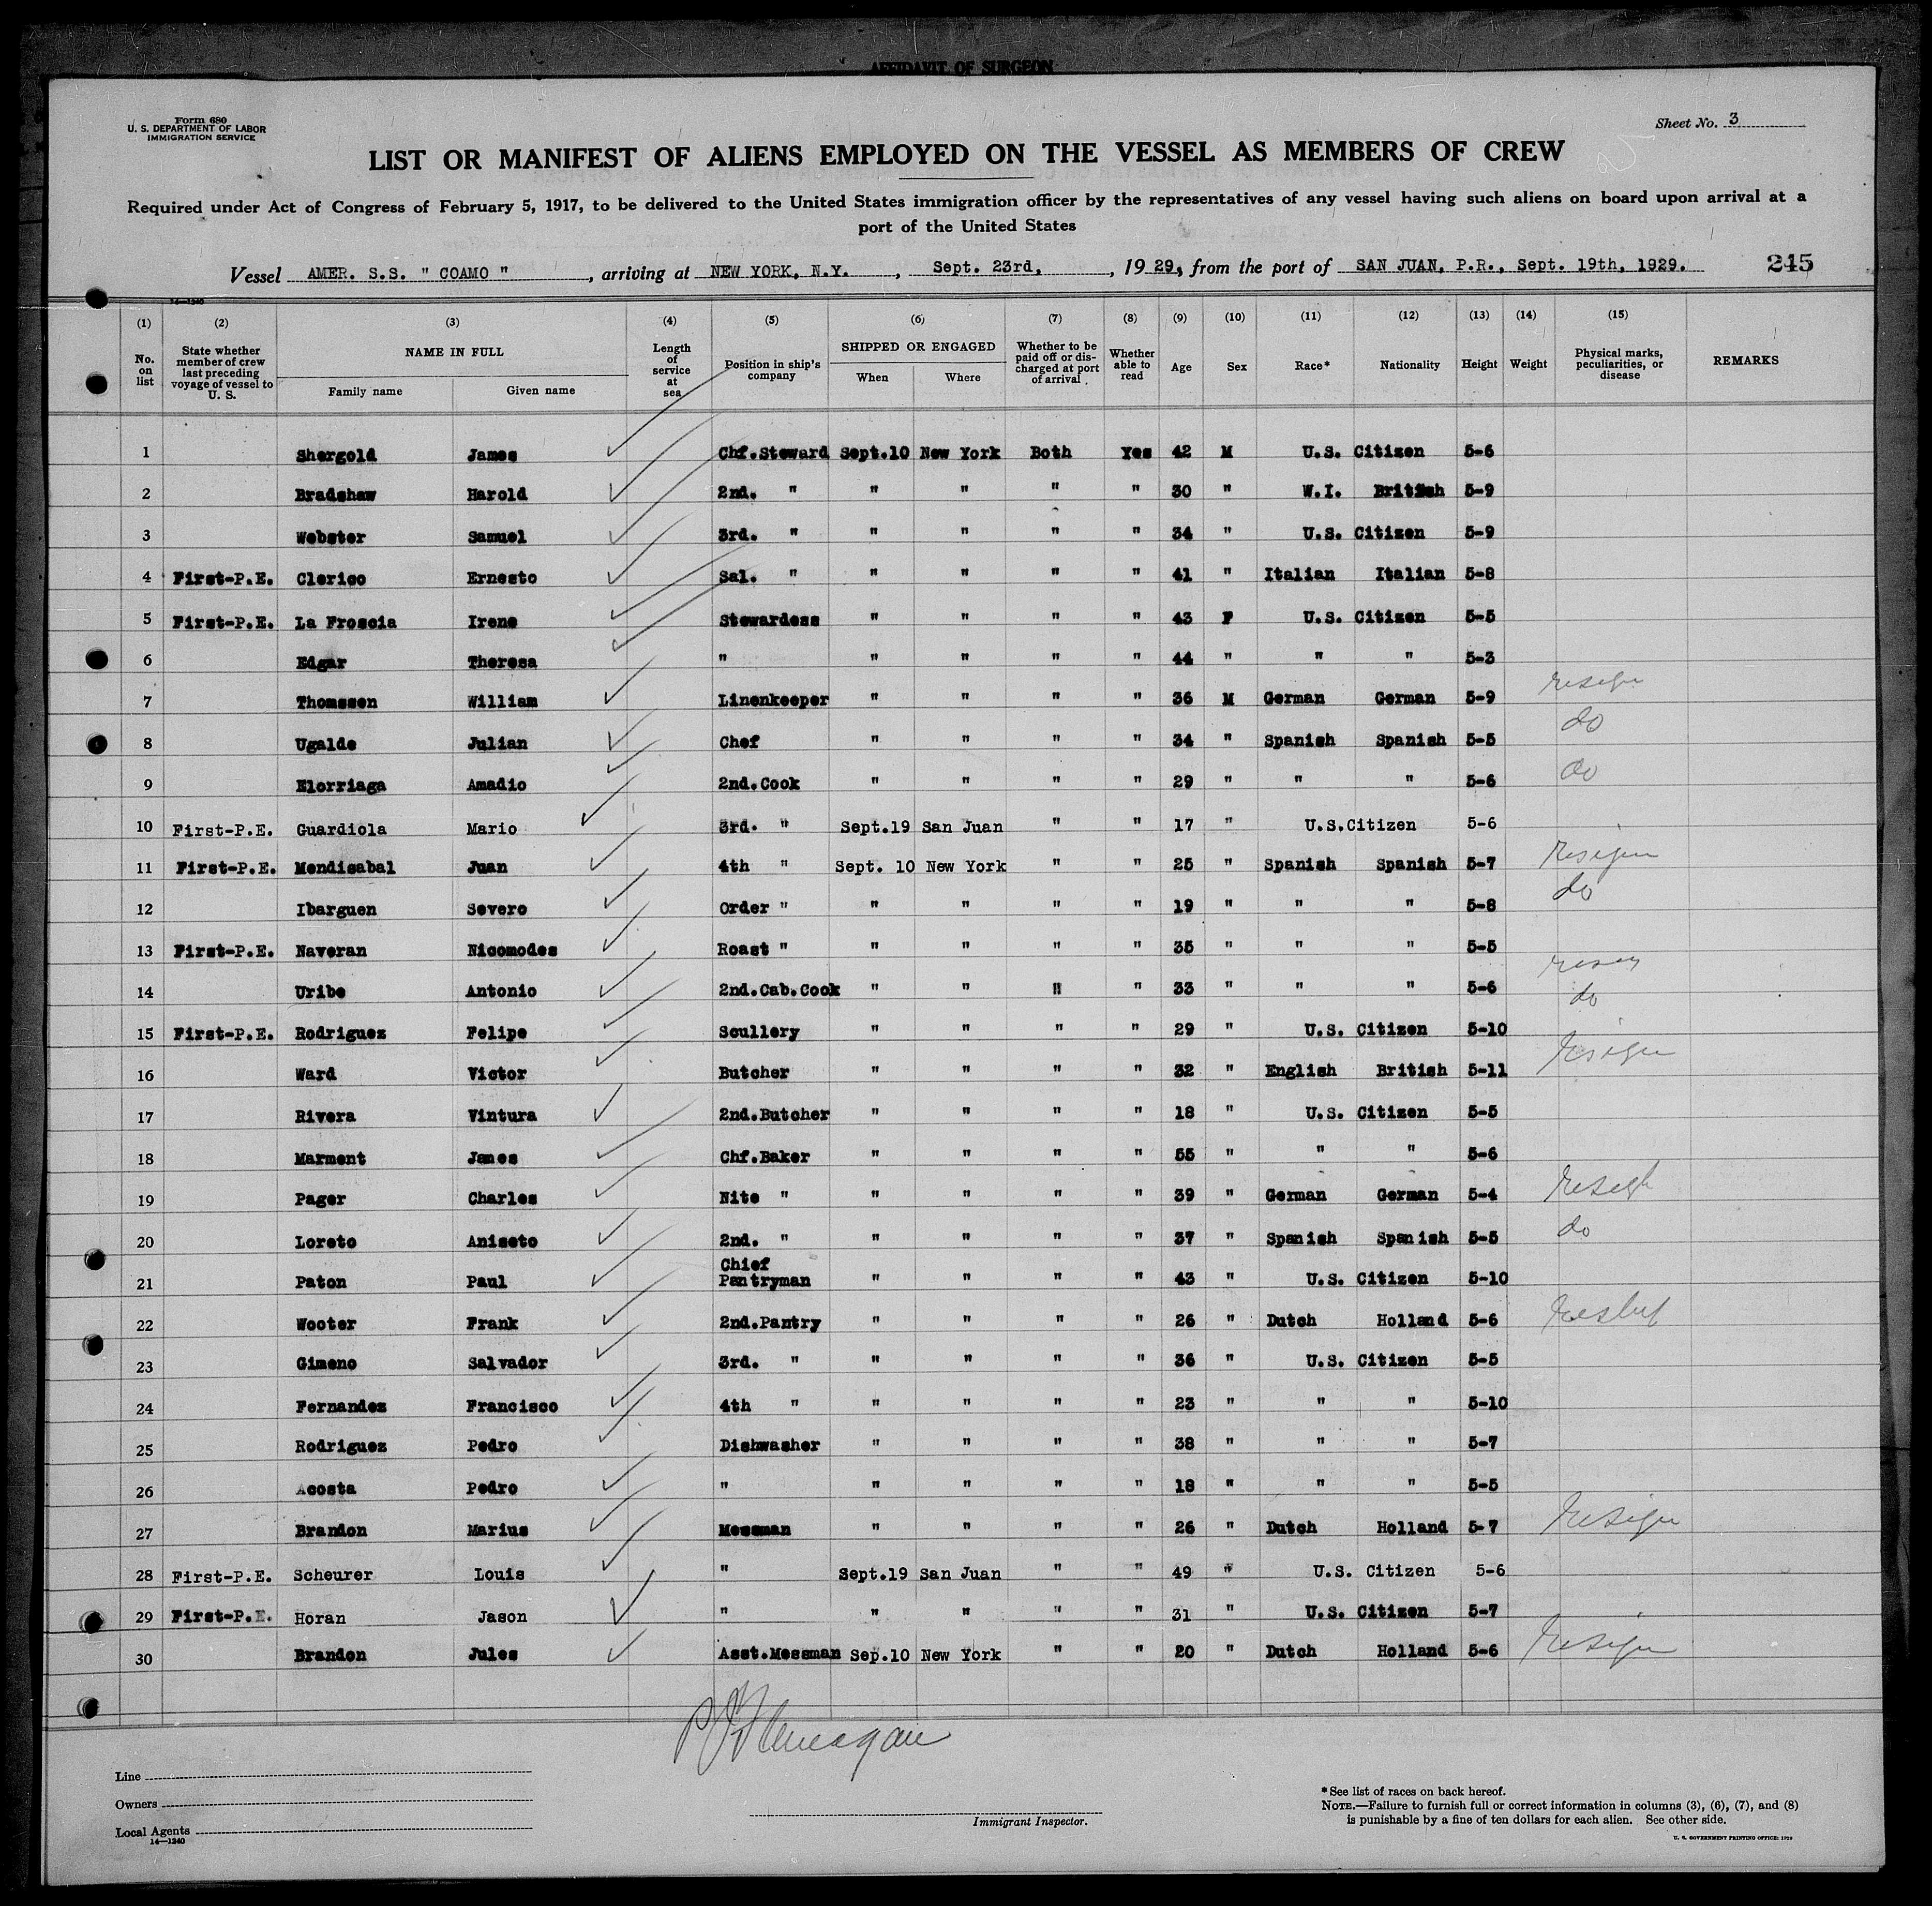 AFFIDAVIT OF SURGEON
Form 680
U. S. DEPARTMENT OF LABOR
IMMIGRATION SERVICE
Sheet No. 3
LIST OR MANIFEST OF ALIENS EMPLOYED ON THE VESSEL AS MEMBERS OF CREW
Required under Act of Congress of February 5, 1917, to be delivered to the United States immigration officer by the representatives of any vessel having such aliens on board upon arrival at a
port of the United States
Vessel AMER. S.S. " COAMO ", arriving at NEW YORK, N.Y., Sept. 23rd, , 1929, from the port of SAN JUAN, P.R., Sept. 19th, 1929. 245
14—1240
(1) (2) (3) (4) (5) (6) (7) (8) (9) (10) (11) (12) (13) (14) (15)
No. on list State whether member of crew last preceding voyage of vessel to U. S. NAME IN FULL Family name Given name Length of service at sea Position in ship's company SHIPPED OR ENGAGED When Where Whether to be paid off or discharged at port of arrival Whether able to read Age Sex Race* Nationality Height Weight Physical marks, peculiarities, or disease REMARKS
1 Shergold James Chf.Steward Sept.10 New York Both Yes 42 M U.S. Citizen 5-6
2 Bradshaw Harold 2nd. " " " " " 30 " W.I. British 5-9
3 Webster Samuel 3rd. " " " " " 34 " U.S. Citizen 5-9
4 First-P.E. Clerico Ernesto Sal. " " " " " 41 " Italian Italian 5-8
5 First-P.E. La Froscia Irene Stewardess " " " " 43 F U.S. Citizen 5-5
6 Edgar Theresa " " " " " 44 " " " 5-3
7 Thomssen William Linenkeeper " " " " 36 M German German 5-9 resign
8 Ugalde Julian Chef " " " " 34 " Spanish Spanish 5-5 do
9 Elorriaga Amadio 2nd.Cook " " " " 29 " " " 5-6 do
10 First-P.E. Guardiola Mario 3rd. " Sept.19 San Juan " " 17 " U.S.Citizen 5-6
11 First-P.E. Mendisabal Juan 4th " Sept. 10 New York " " 25 " Spanish Spanish 5-7 Resign
12 Ibarguen Severo Order " " " " " 19 " " " 5-8 do
13 First-P.E. Naveran Nicomodes Roast " " " " " 35 " " " 5-5
14 Uribe Antonio 2nd.Cab.Cook " " " " 33 " " " 5-6 do
15 First-P.E. Rodriguez Felipe Scullery " " " " 29 " U.S. Citizen 5-10
16 Ward Victor Butcher " " " " 32 " English British 5-11 Resign
17 Rivera Vintura 2nd.Butcher " " " " 18 " U.S. Citizen 5-5
18 Marment James Chf.Baker " " " " 55 " " " 5-6
19 Pager Charles Nite " " " " " 39 " German German 5-4 Resign
20 Loreto Aniseto 2nd. " " " " " 37 " Spanish Spanish 5-5 do
21 Paton Paul Chief Pantryman " " " " 43 " U.S. Citizen 5-10
22 Wooter Frank 2nd.Pantry " " " " 26 " Dutch Holland 5-6
23 Gimeno Salvador 3rd. " " " " " 36 " U.S. Citizen 5-5
24 Fernandez Francisco 4th " " " " " 23 " " " 5-10
25 Rodriguez Pedro Dishwasher " " " " 38 " " " 5-7
26 Acosta Pedro " " " " " 18 " " " 5-5
27 Brandon Marius Messman " " " " 26 " Dutch Holland 5-7 Resign
28 First-P.E. Scheurer Louis " Sept.19 San Juan " " 49 " U.S. Citizen 5-6
29 First-P.E. Horan Jason " " " " " 31 " U.S. Citizen 5-7
30 Brandon Jules Asst.Messman Sep.10 New York " " 20 " Dutch Holland 5-6 Resign
Line
Owners
Local Agents
14—1240
Immigrant Inspector.
* See list of races on back hereof.
NOTE.—Failure to furnish full or correct information in columns (3), (6), (7), and (8)
is punishable by a fine of ten dollars for each alien. See other side.
U. S. GOVERNMENT PRINTING OFFICE: 1928